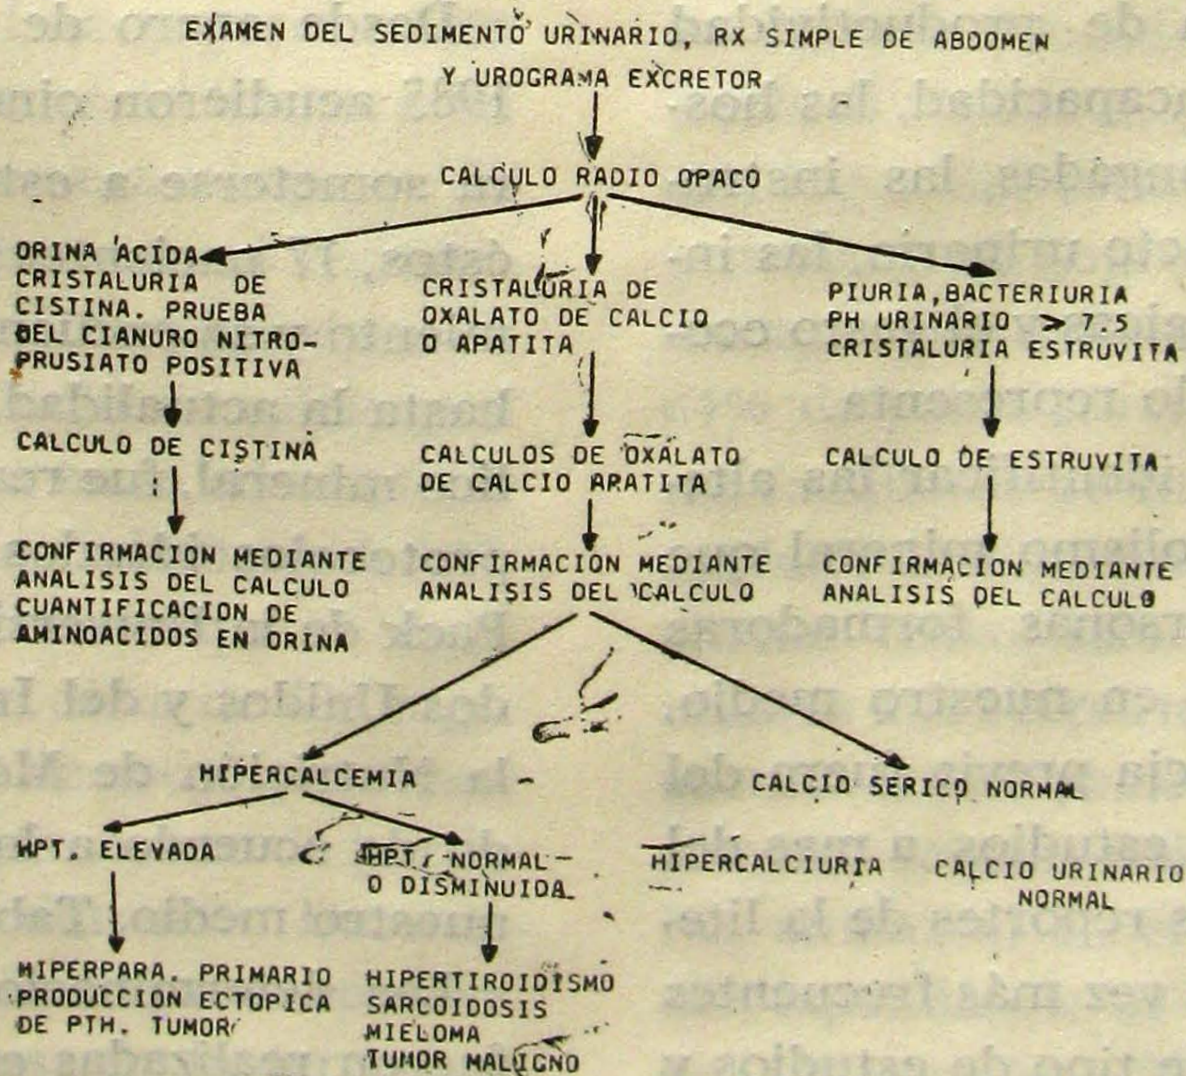 EXAMEN DEL SEDIMENTO URINARIO, RX SIMPLE DE ABDOMEN
Y UROGRAMA EXCRETOR
CALCULO RADIO OPACO
ORINA ACIDA
CRISTALURIA DE
CISTINA. PRUEBA
DEL CIANURO NITRO-
PRUSIATO POSITIVA
CRISTALURIA DE
OXALATO DE CALCIO
O APATITA
PIURIA, BACTERIURIA
PH URINARIO > 7.5
CRISTALURIA ESTRUVITA
CALCULO DE CISTINA
CALCULOS DE OXALATO
DE CALCIO APATITA
CALCULO DE ESTRUVITA
CONFIRMACION MEDIANTE
ANALISIS DEL CALCULO
CUANTIFICACION DE
AMINOACIDOS EN ORINA
CONFIRMACION MEDIANTE
ANALISIS DEL CALCULO
CONFIRMACION MEDIANTE
ANALISIS DEL CALCULO
HIPERCALCEMIA
CALCIO SERICO NORMAL
HPT. ELEVADA
HPT. NORMAL
O DISMINUIDA
HIPERCALCIURIA
CALCIO URINARIO
NORMAL
HIPERPARA. PRIMARIO
PRODUCCION ECTOPICA
DE PTH. TUMOR
HIPERTIROIDISMO
SARCOIDOSIS
MIELOMA
TUMOR MALIGNO